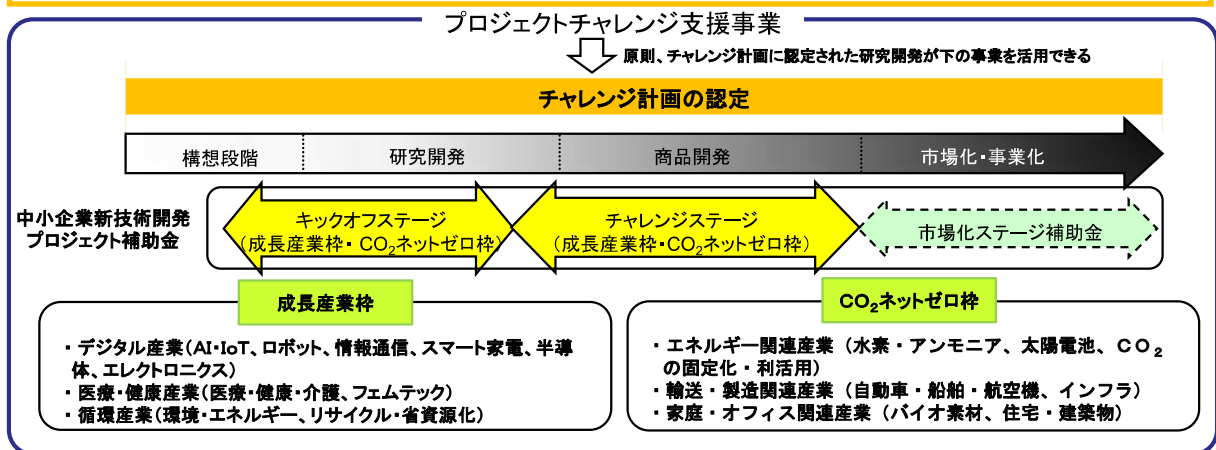 プロジェクトチャレンジ支援事業
原則、チャレンジ計画に認定された研究開発が下の事業を活用できる
チャレンジ計画の認定
構想段階 研究開発 商品開発 市場化・事業化
中小企業新技術開発
プロジェクト補助金
キックオフステージ
(成長産業枠・CO₂ネットゼロ枠)
チャレンジステージ
(成長産業枠・CO₂ネットゼロ枠)
市場化ステージ補助金
成長産業枠
・デジタル産業(AI・IoT、ロボット、情報通信、スマート家電、半導
体、エレクトロニクス)
・医療・健康産業(医療・健康・介護、フェムテック)
・循環産業(環境・エネルギー、リサイクル・省資源化)
CO₂ネットゼロ枠
・エネルギー関連産業（水素・アンモニア、太陽電池、ＣＯ₂
の固定化・利活用）
・輸送・製造関連産業（自動車・船舶・航空機、インフラ）
・家庭・オフィス関連産業（バイオ素材、住宅・建築物）